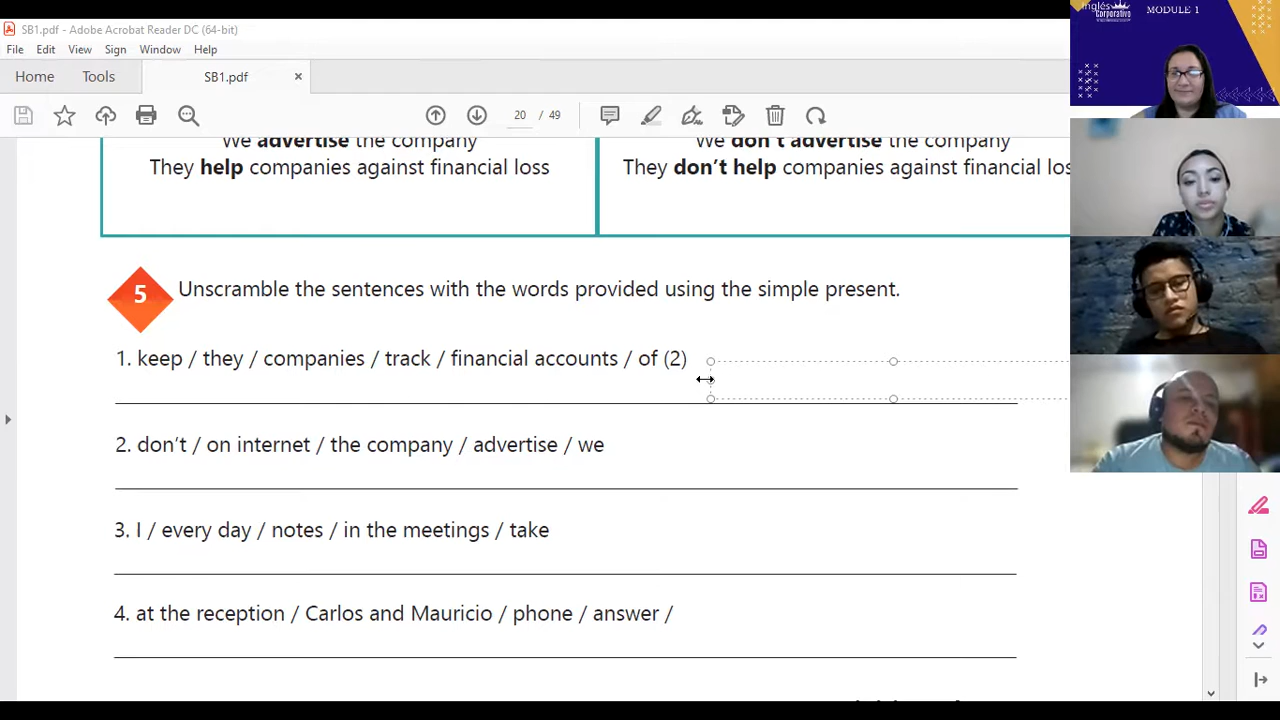 SB1.pdf - Adobe Acrobat Reader DC (64-bit)
File Edit View Sign Window Help
Home Tools SB1.pdf ×
20 / 49
inglés corporativo
MODULE 1
We advertise the company
They help companies against financial loss
We don't advertise the company
They don't help companies against financial los
5 Unscramble the sentences with the words provided using the simple present.
1. keep / they / companies / track / financial accounts / of (2)
2. don't / on internet / the company / advertise / we
3. I / every day / notes / in the meetings / take
4. at the reception / Carlos and Mauricio / phone / answer /